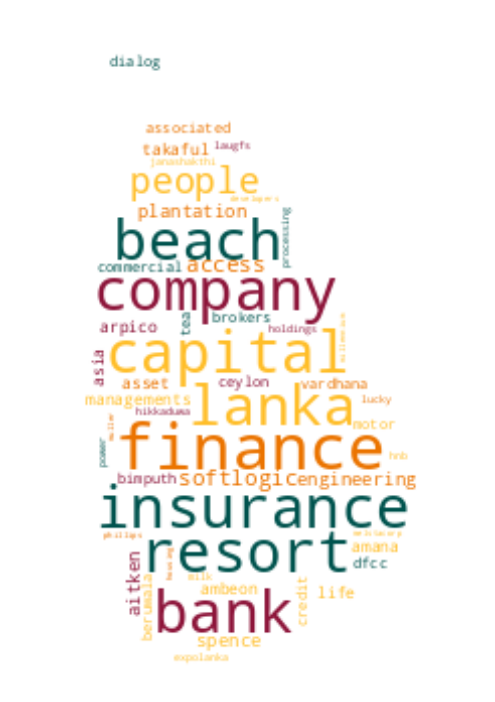 dialog
associated
takaful laughs
janashakthi
people
developers
plantation
processing
beach
commercial access
company
tea brokers
arpico holdings
capital
asia
asset ceylon vardhana
managements lanka lucky
hikkaduwa
motor
finance
power
hnb
bimputh softlogic engineering
insurance
phillips
resort
amana
dfcc
aitken
milk
beruwala ambeon credit life
bank
spence
expolanka